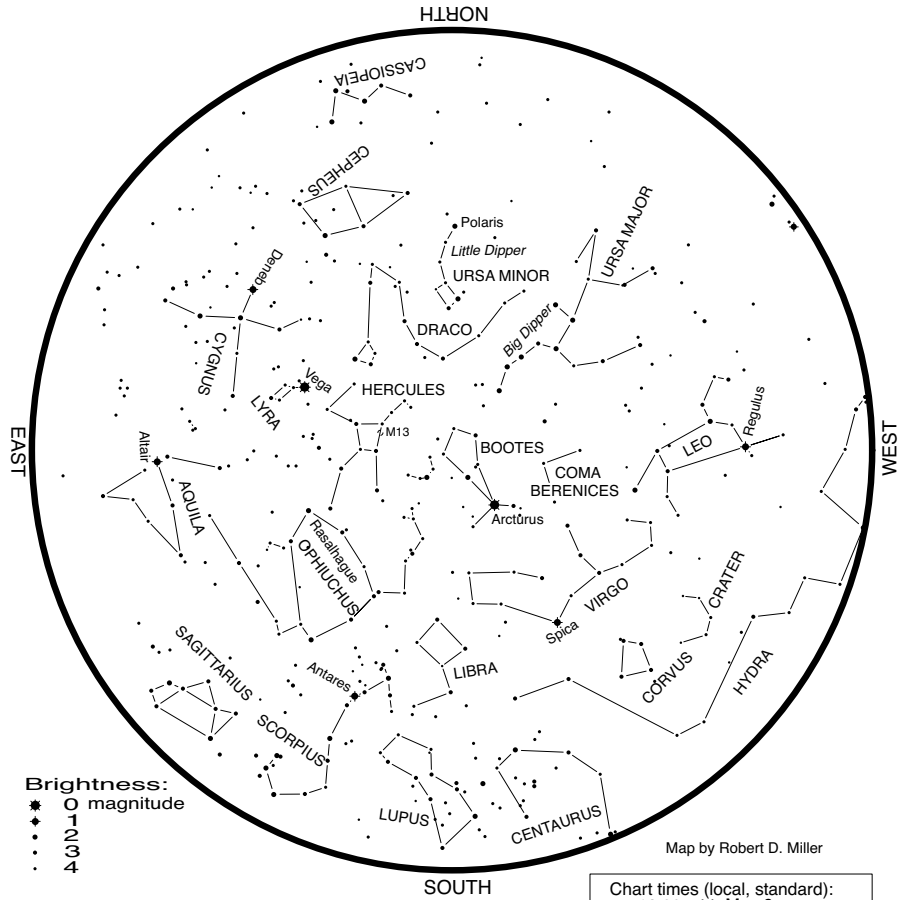 NORTH
CASSIOPEIA
CEPHEUS
Polaris
Little Dipper
URSA MINOR
URSA MAJOR
Deneb
DRACO
Big Dipper
CYGNUS
Vega
LYRA
HERCULES
M13
Regulus
LEO
EAST
WEST
Altair
BOOTES
COMA
BERENICES
AQUILA
Arcturus
Rasalhague
OPHIUCHUS
VIRGO
CRATER
Spica
SAGITTARIUS
Antares
LIBRA
CORVUS
HYDRA
SCORPIUS
LUPUS
CENTAURUS
Brightness:
0 magnitude
1
2
3
4
Map by Robert D. Miller
SOUTH
Chart times (local, standard):